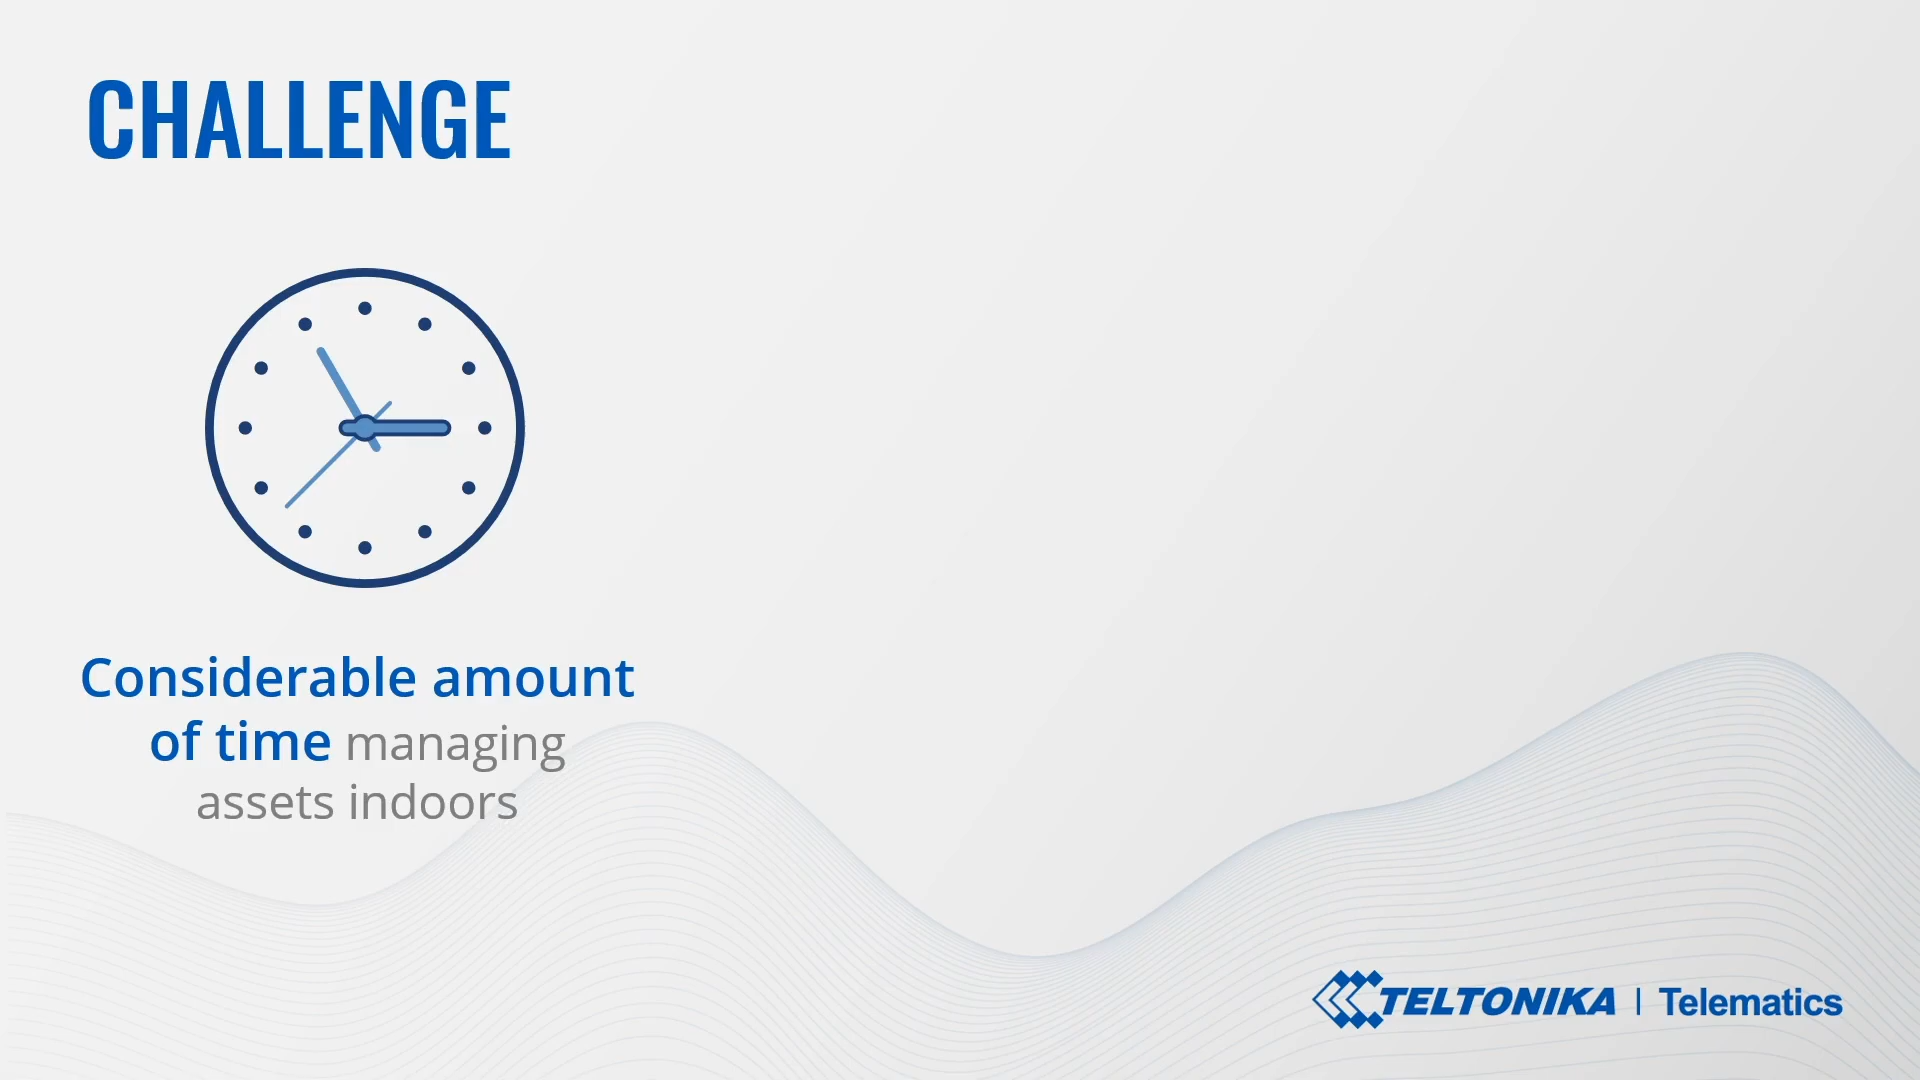 CHALLENGE
Considerable amount
of time managing
assets indoors
TELTONIKA | Telematics